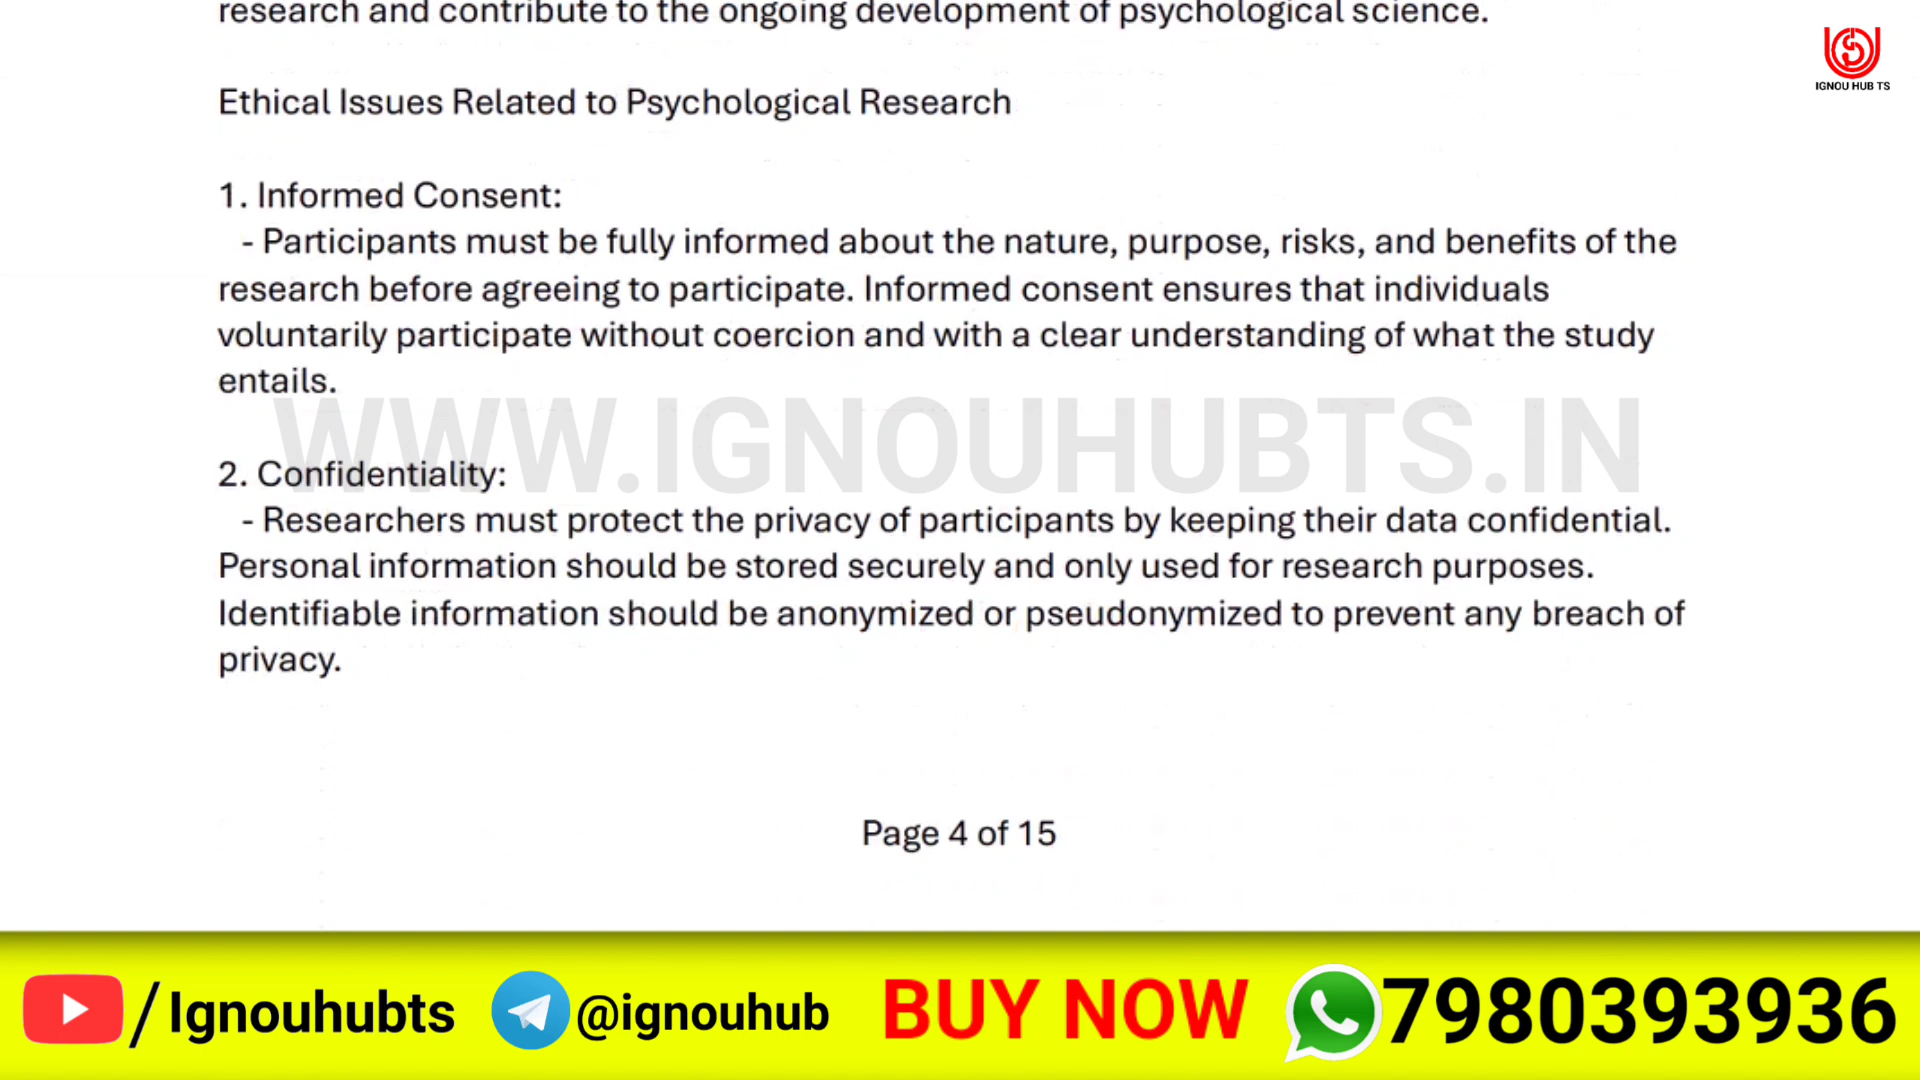 research and contribute to the ongoing development of psychological science.
IGNOU HUB TS
Ethical Issues Related to Psychological Research
1. Informed Consent:
- Participants must be fully informed about the nature, purpose, risks, and benefits of the
research before agreeing to participate. Informed consent ensures that individuals
voluntarily participate without coercion and with a clear understanding of what the study
entails.
WWW.IGNOUHUBTS.IN
2. Confidentiality:
- Researchers must protect the privacy of participants by keeping their data confidential.
Personal information should be stored securely and only used for research purposes.
Identifiable information should be anonymized or pseudonymized to prevent any breach of
privacy.
Page 4 of 15
/Ignouhubts @ignouhub BUY NOW 7980393936